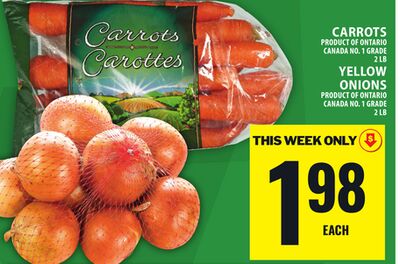 Carrots
Carottes
CARROTS
PRODUCT OF ONTARIO
CANADA NO. 1 GRADE
2 LB
YELLOW
ONIONS
PRODUCT OF ONTARIO
CANADA NO. 1 GRADE
2 LB
THIS WEEK ONLY
1 98
EACH